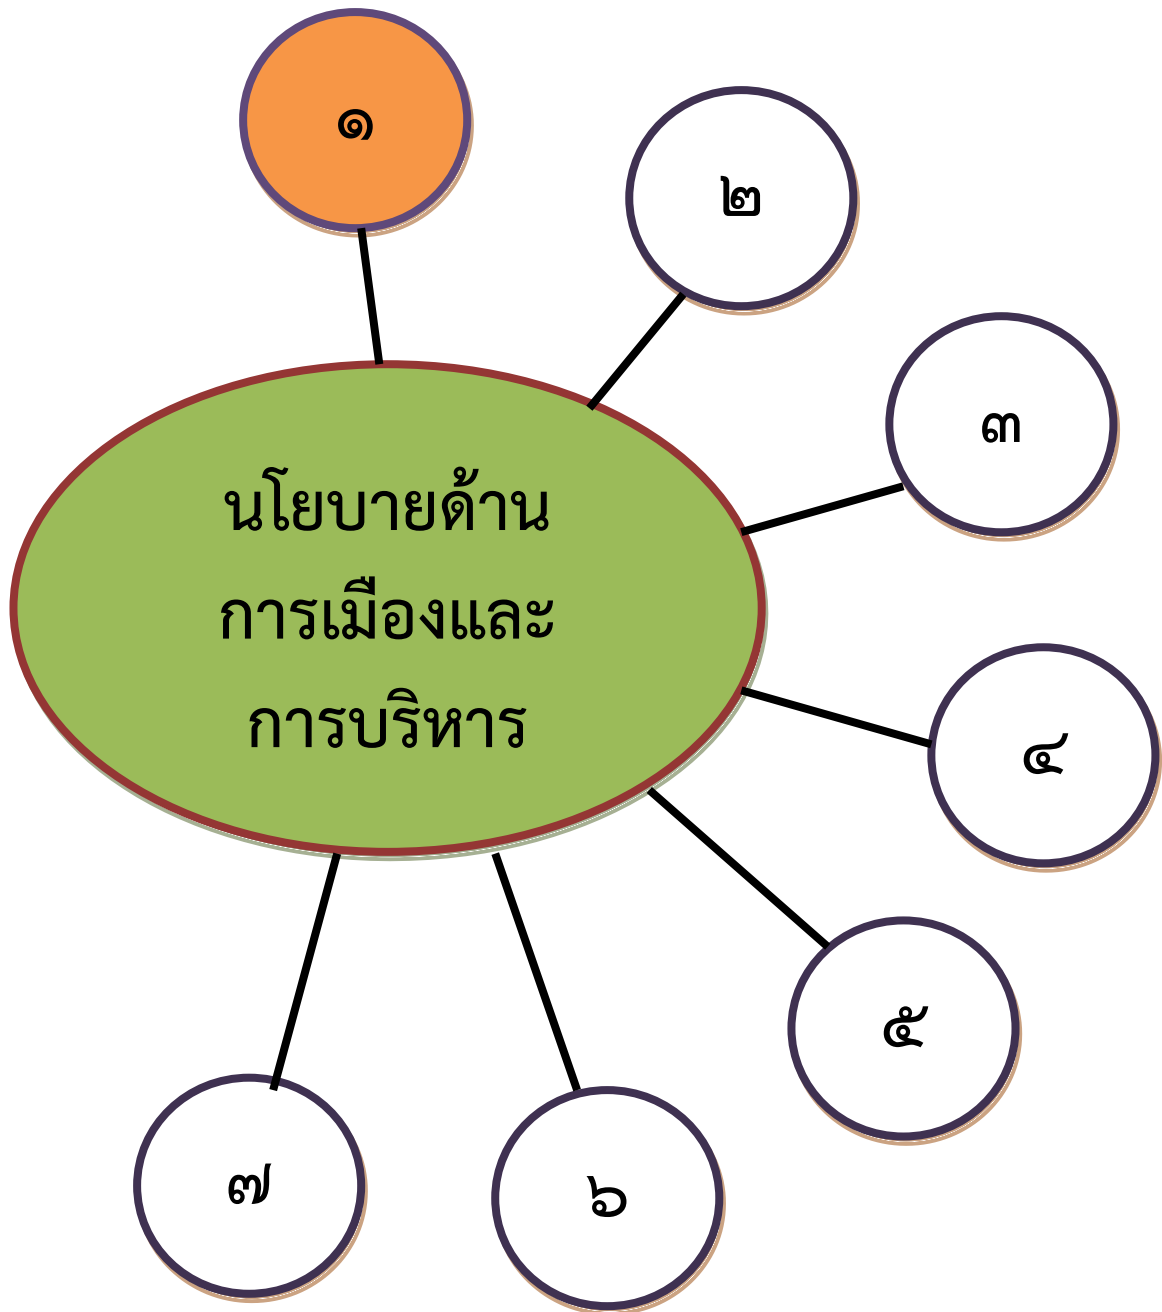 ๑
๒
๓
นโยบายด้าน
การเมืองและ
การบริหาร
๔
๕
๖
๗